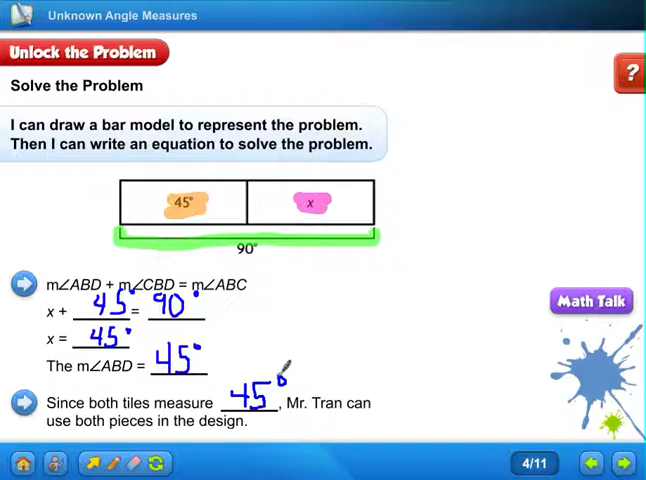 Unknown Angle Measures
Unlock the Problem
?
Solve the Problem
I can draw a bar model to represent the problem.
Then I can write an equation to solve the problem.
45° x
90°
m∠ABD + m∠CBD = m∠ABC
x + 45° = 90°
x = 45°
Math Talk
The m∠ABD = 45°
Since both tiles measure 45°, Mr. Tran can
use both pieces in the design.
4/11